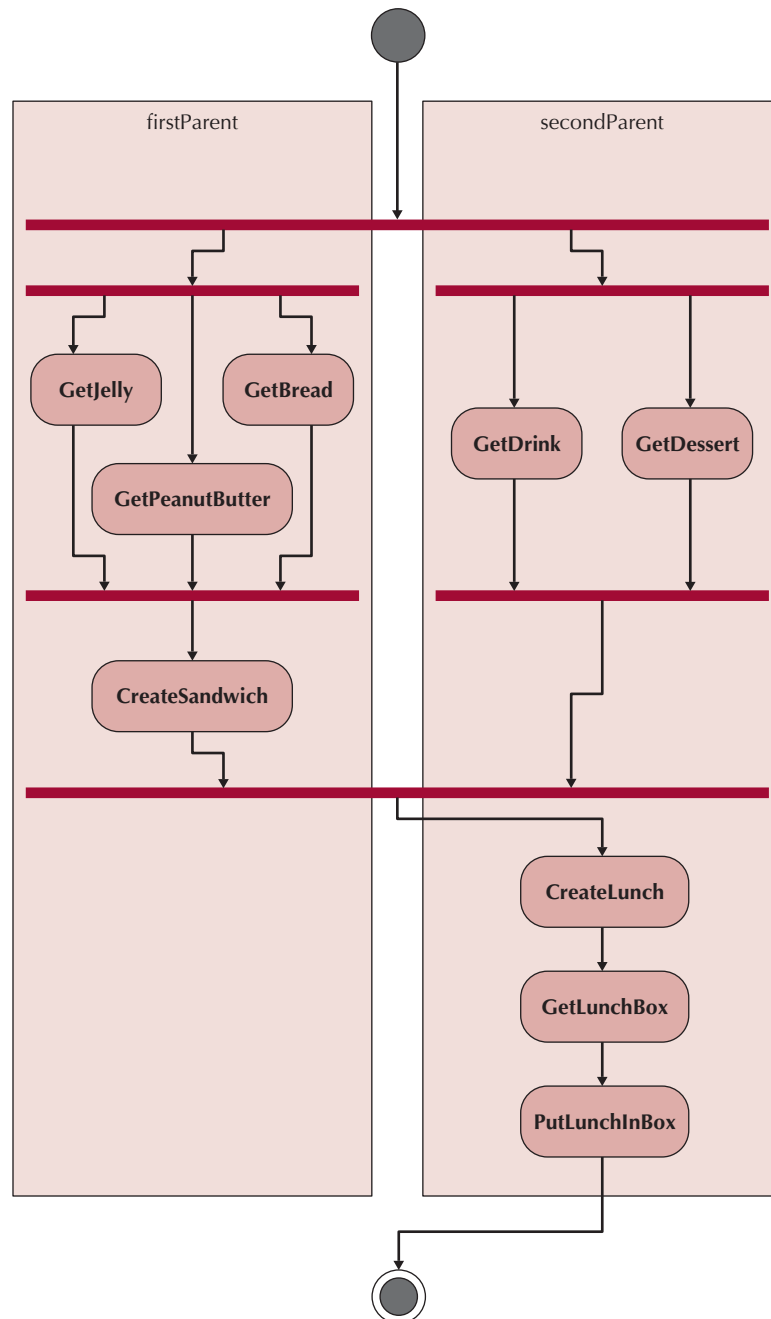 firstParent
secondParent
GetJelly
GetBread
GetDrink
GetDessert
GetPeanutButter
CreateSandwich
CreateLunch
GetLunchBox
PutLunchInBox